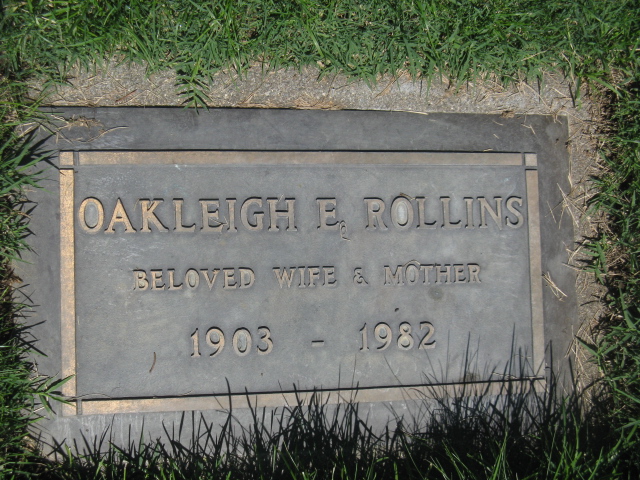 OAKLEIGH E. ROLLINS
BELOVED WIFE & MOTHER
1903 - 1982